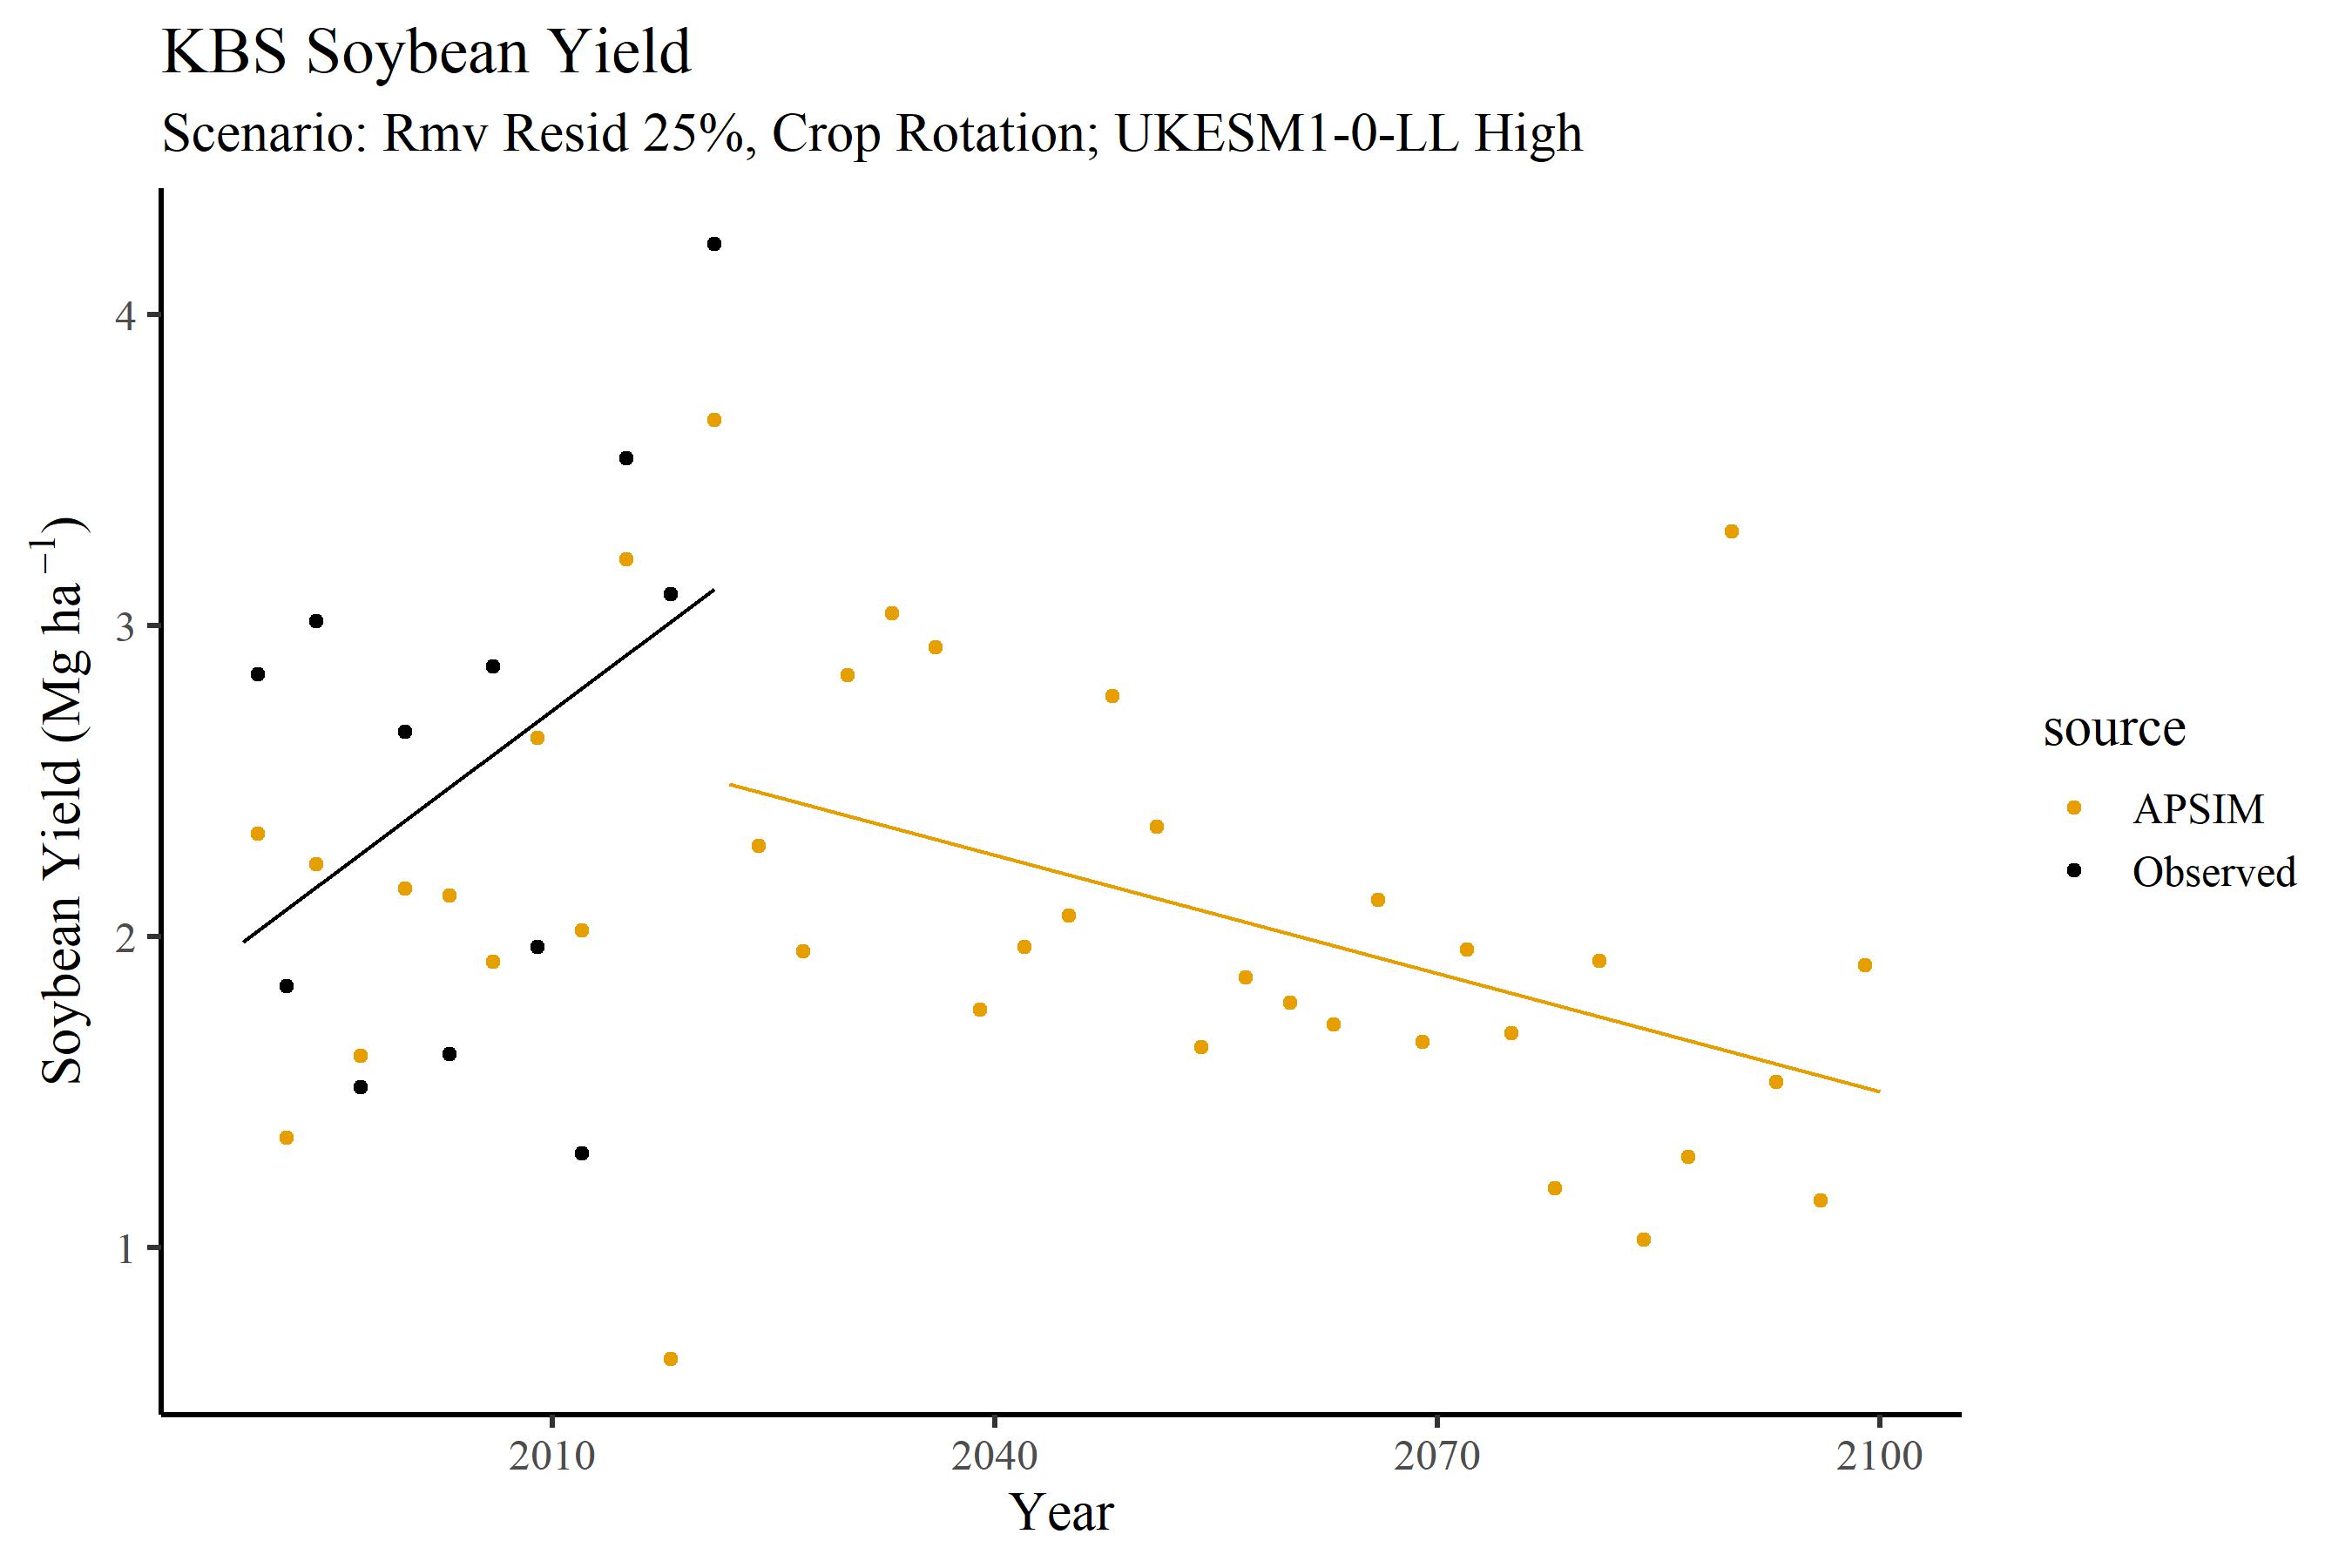 KBS Soybean Yield
Scenario: Rmv Resid 25%, Crop Rotation; UKESM1-0-LL High
Soybean Yield (Mg ha⁻¹)
4
3
2
1
2010 2040 2070 2100
Year
source
APSIM
Observed